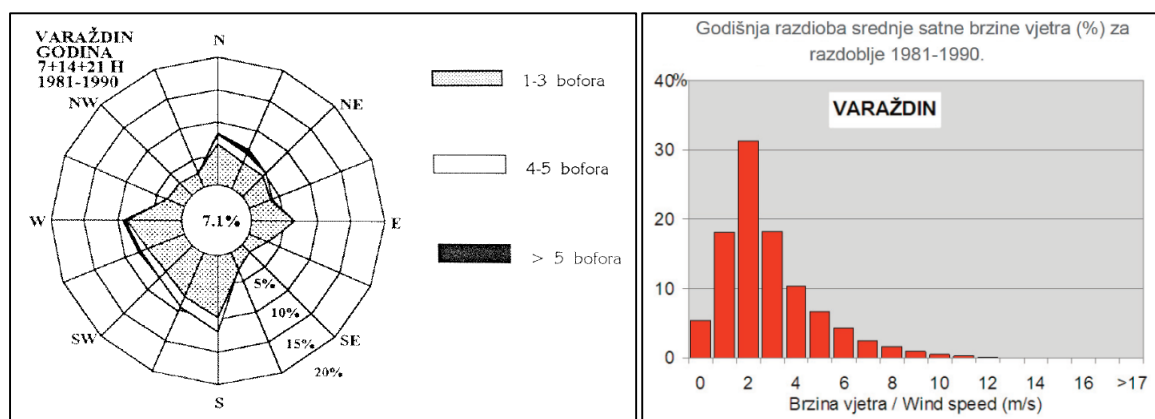 VARAŽDIN
GODINA
7+14+21 H
1981-1990
N
NE
E
SE
S
SW
W
NW
7.1%
5%
10%
15%
20%
1-3 bofora
4-5 bofora
> 5 bofora
Godišnja razdioba srednje satne brzine vjetra (%) za
razdoblje 1981-1990.
VARAŽDIN
40%
30
20
10
0
0 2 4 6 8 10 12 14 16 >17
Brzina vjetra / Wind speed (m/s)